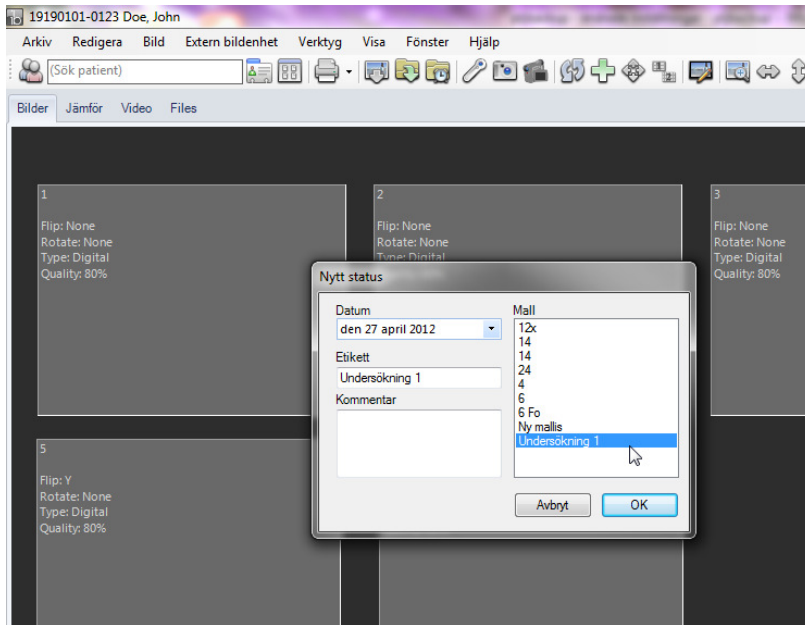 19190101-0123 Doe, John
Arkiv Redigera Bild Extern bildenhet Verktyg Visa Fönster Hjälp
(Sök patient)
Bilder Jämför Video Files
1
Flip: None
Rotate: None
Type: Digital
Quality: 80%
2
Flip: None
Rotate: None
Type: Digital
3
Flip: None
Rotate: None
Type: Digital
Quality: 80%
Nytt status
Datum
den 27 april 2012
Etikett
Undersökning 1
Kommentar
Mall
12x
14
14
24
4
6
6 Fo
Ny mallis
Undersökning 1
Avbryt OK
5
Flip: Y
Rotate: None
Type: Digital
Quality: 80%